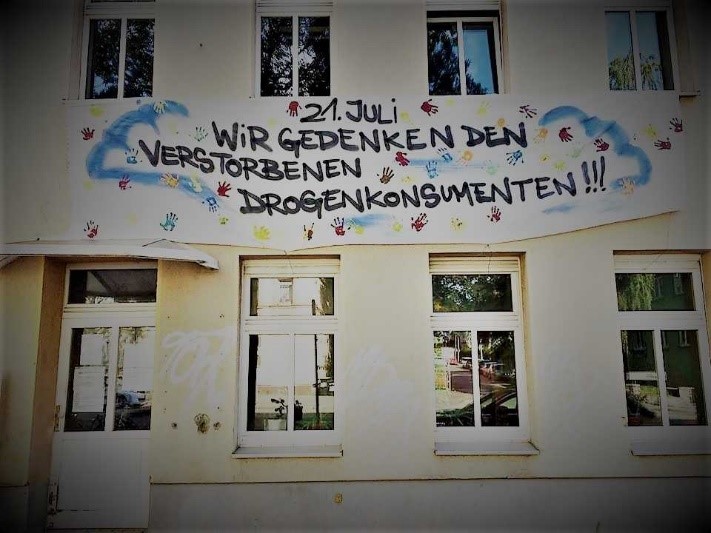 21. JULI
WIR GEDENKEN DEN
VERSTORBENEN
DROGENKONSUMENTEN!!!